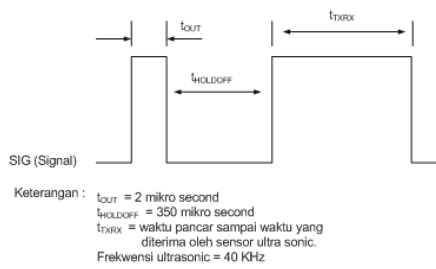 tOUT
tTXRX
tHOLDOFF
SIG (Signal)
Keterangan : tOUT = 2 mikro second
tHOLDOFF = 350 mikro second
tTXRX = waktu pancar sampai waktu yang
diterima oleh sensor ultra sonic.
Frekwensi ultrasonic = 40 KHz